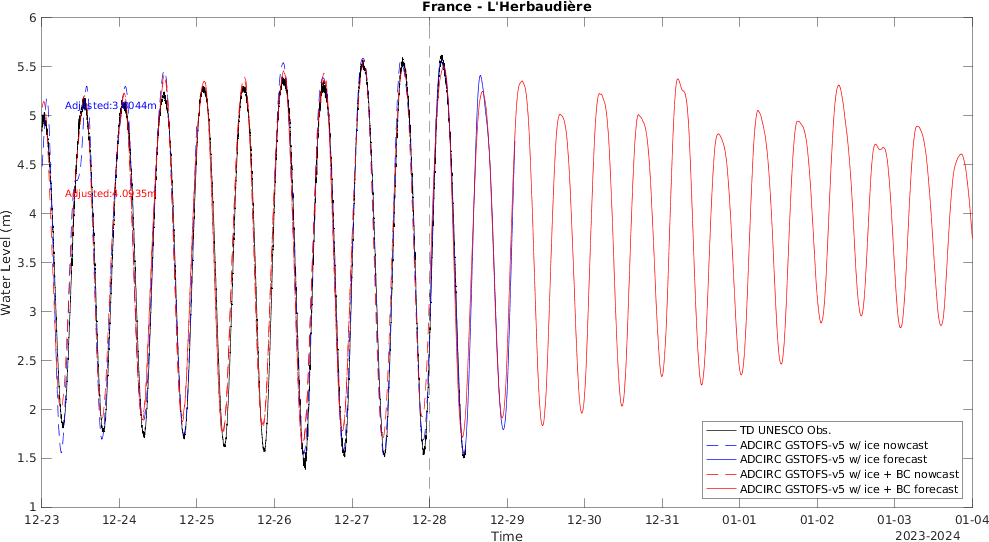 France - L'Herbaudière
Water Level (m)
6
5.5
5
4.5
4
3.5
3
2.5
2
1.5
1
Adjusted:4.0935m
TD UNESCO Obs.
ADCIRC GSTOFS-v5 w/ ice nowcast
ADCIRC GSTOFS-v5 w/ ice forecast
ADCIRC GSTOFS-v5 w/ ice + BC nowcast
ADCIRC GSTOFS-v5 w/ ice + BC forecast
12-23 12-24 12-25 12-26 12-27 12-28 12-29 12-30 12-31 01-01 01-02 01-03 01-04
Time
2023-2024